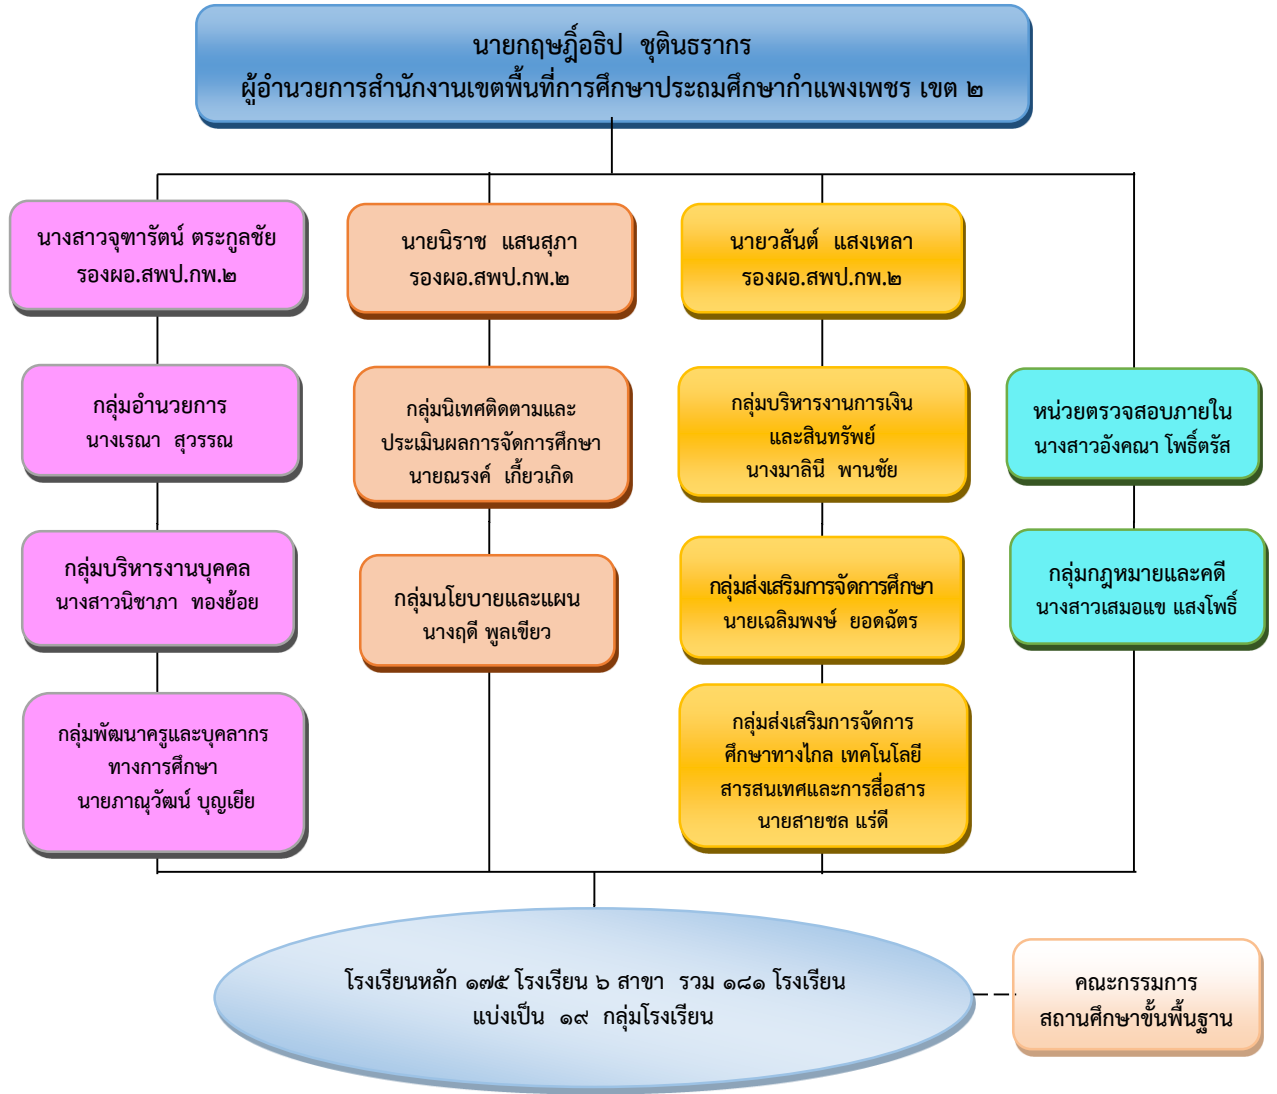 นายกฤษฎิ์อธิป ชุตินธรากร
ผู้อำนวยการสำนักงานเขตพื้นที่การศึกษาประถมศึกษากำแพงเพชร เขต ๒
นางสาวจุฑารัตน์ ตระกูลชัย
รองผอ.สพป.กพ.๒
นายนิราช แสนสุภา
รองผอ.สพป.กพ.๒
นายวสันต์ แสงเหลา
รองผอ.สพป.กพ.๒
กลุ่มอำนวยการ
นางเรณา สุวรรณ
กลุ่มนิเทศติดตามและ
ประเมินผลการจัดการศึกษา
นายณรงค์ เกี้ยวเกิด
กลุ่มบริหารงานการเงิน
และสินทรัพย์
นางมาลินี พานชัย
หน่วยตรวจสอบภายใน
นางสาวอังคณา โพธิ์ตรัส
กลุ่มบริหารงานบุคคล
นางสาวนิชาภา ทองย้อย
กลุ่มนโยบายและแผน
นางฤดี พูลเขียว
กลุ่มส่งเสริมการจัดการศึกษา
นายเฉลิมพงษ์ ยอดฉัตร
กลุ่มกฎหมายและคดี
นางสาวเสมอแข แสงโพธิ์
กลุ่มพัฒนาครูและบุคลากร
ทางการศึกษา
นายภาณุวัฒน์ บุญเยีย
กลุ่มส่งเสริมการจัดการ
ศึกษาทางไกล เทคโนโลยี
สารสนเทศและการสื่อสาร
นายสายชล แร่ดี
โรงเรียนหลัก ๑๗๕ โรงเรียน ๖ สาขา รวม ๑๘๑ โรงเรียน
แบ่งเป็น ๑๙ กลุ่มโรงเรียน
คณะกรรมการ
สถานศึกษาขั้นพื้นฐาน